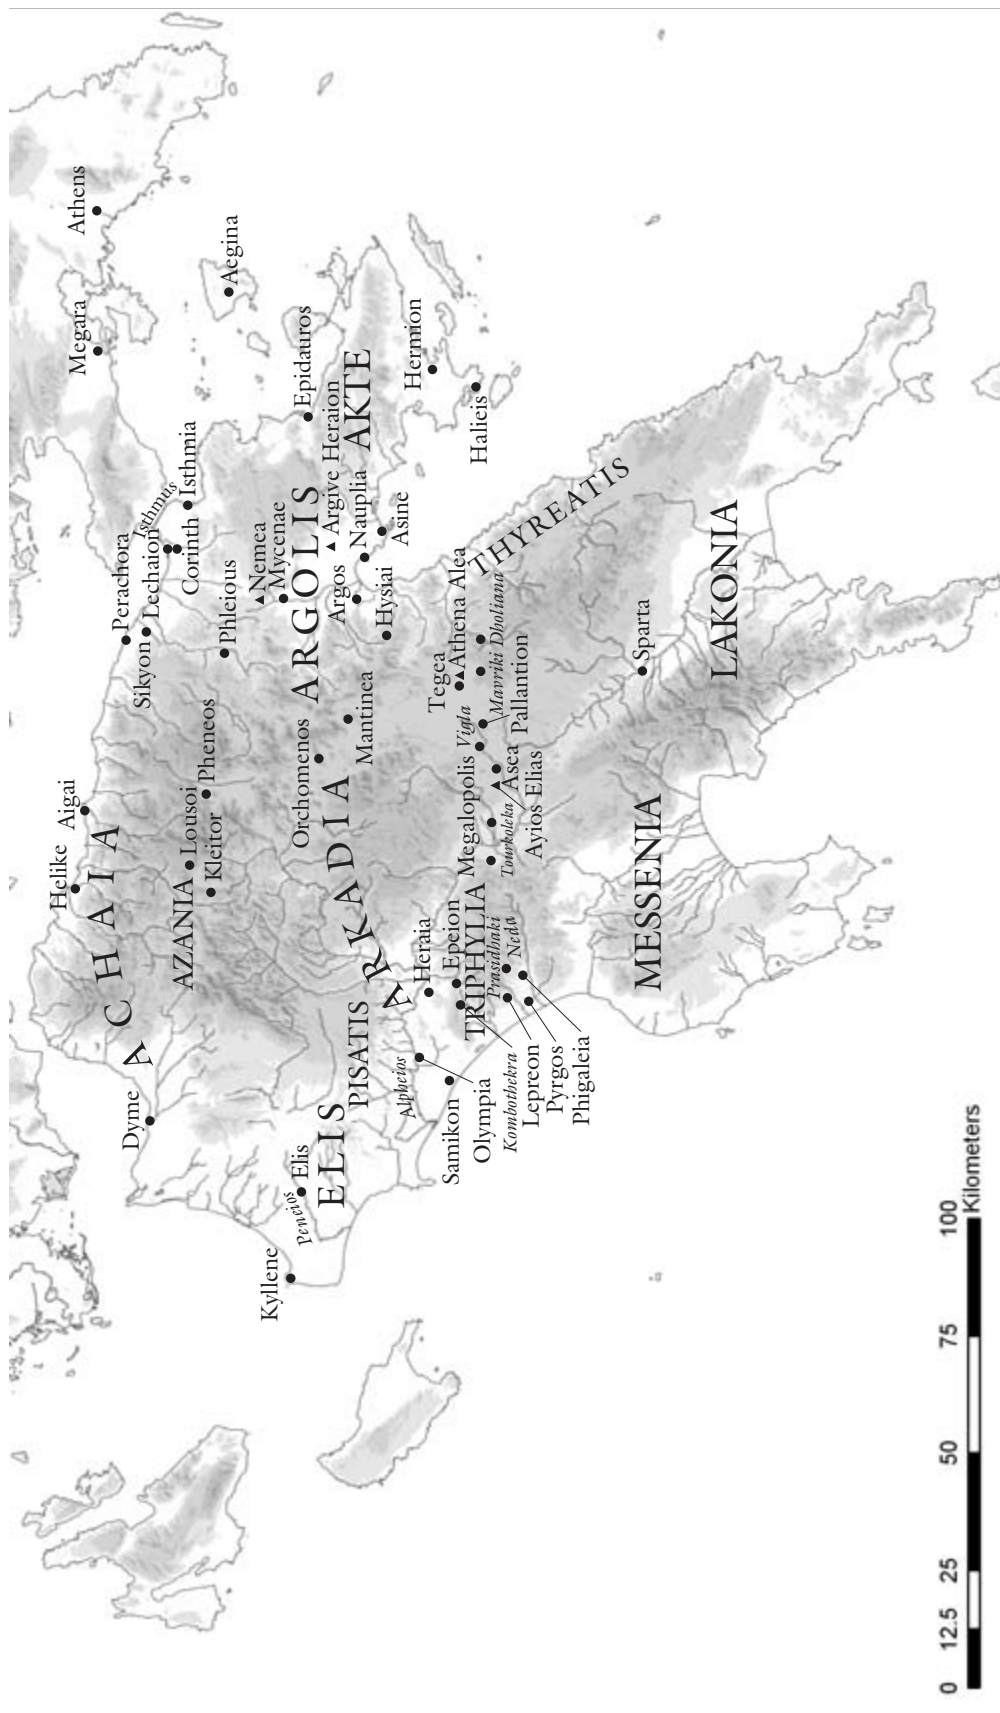 Athens
Megara
Aegina
Perachora
Isthmus
Lechaion
Isthmia
Corinth
Sikyon
Phleious
Helike
Aigai
ACHAIA
Dyme
AZANIA
Lousoi
Kleitor
Pheneos
Nemea
Mycenae
ARGOLIS
Argive Heraion
Epidauros
AKTE
Argos
Nauplia
Asine
Hysiai
Hermion
Halieis
Kyllene
Peneios
Elis
ELIS
PISATIS
ARKADIA
Orchomenos
Mantinea
Alpheios
Heraia
Epeion
TRIPHYLIA
Prasidhaki
Neda
Megalopolis
Vigla
Tegea
Athena Alea
Mavriki
Dholiana
Pallantion
Asea
Ayios Elias
Tourkoleka
THYREATIS
Samikon
Olympia
Kombothekra
Lepreon
Pyrgos
Phigaleia
Sparta
LAKONIA
MESSENIA
0 12.5 25 50 75 100
Kilometers